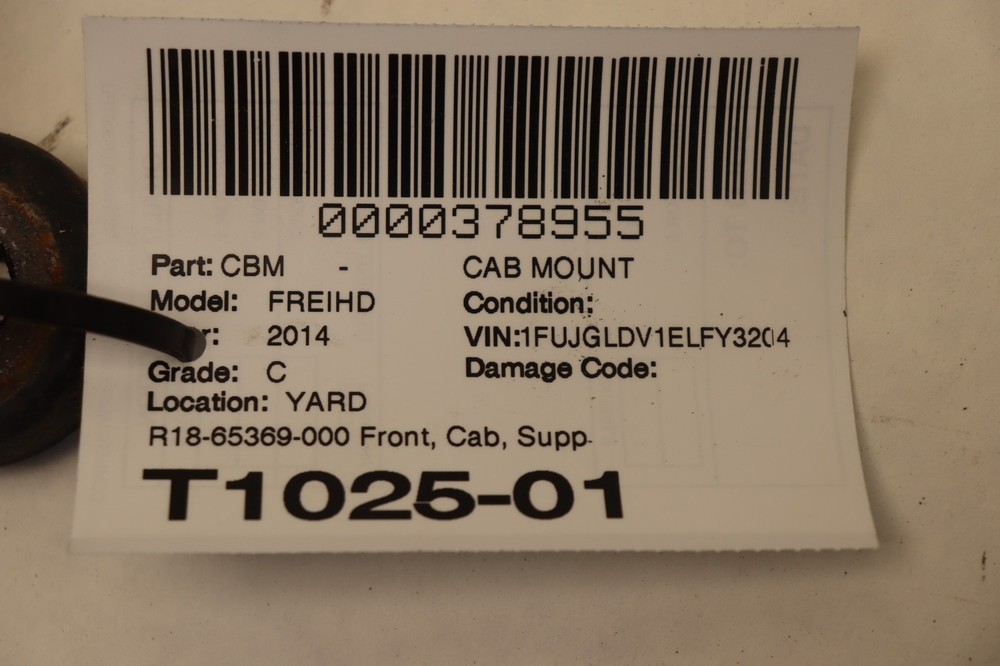 0000378955
Part: CBM - CAB MOUNT
Model: FREIHD Condition:
r: 2014 VIN:1FUJGLDV1ELFY3204
Grade: C Damage Code:
Location: YARD
R18-65369-000 Front, Cab, Supp
T1025-01